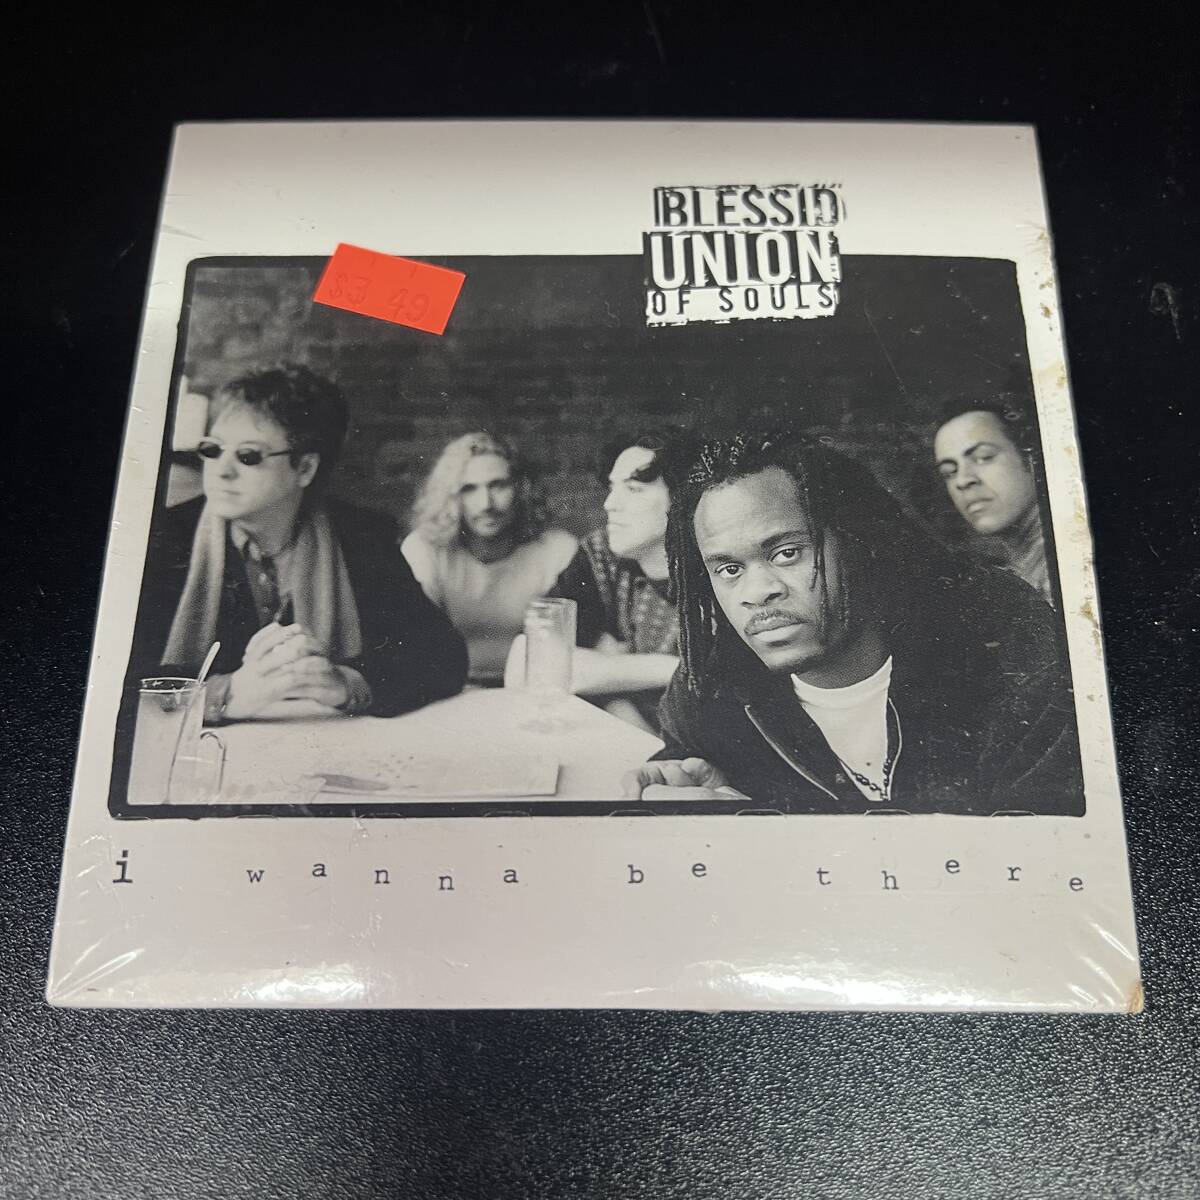 BLESSID
UNION
OF SOULS
$3 49
i wanna be there